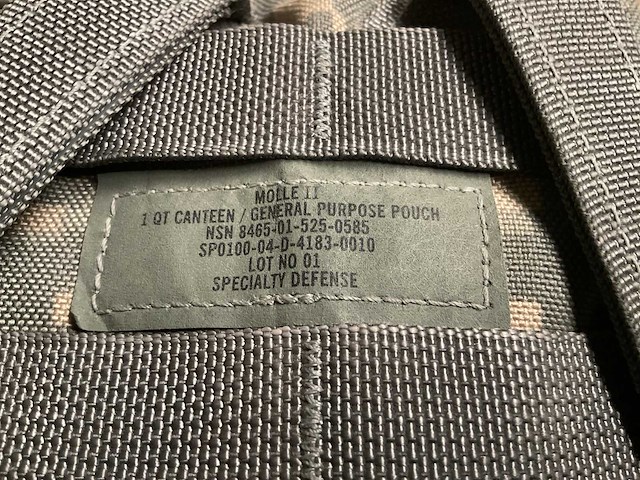 MOLLE II
1 QT CANTEEN / GENERAL PURPOSE POUCH
NSN 8465-01-525-0585
SP0100-04-D-4183-0010
LOT NO 01
SPECIALTY DEFENSE